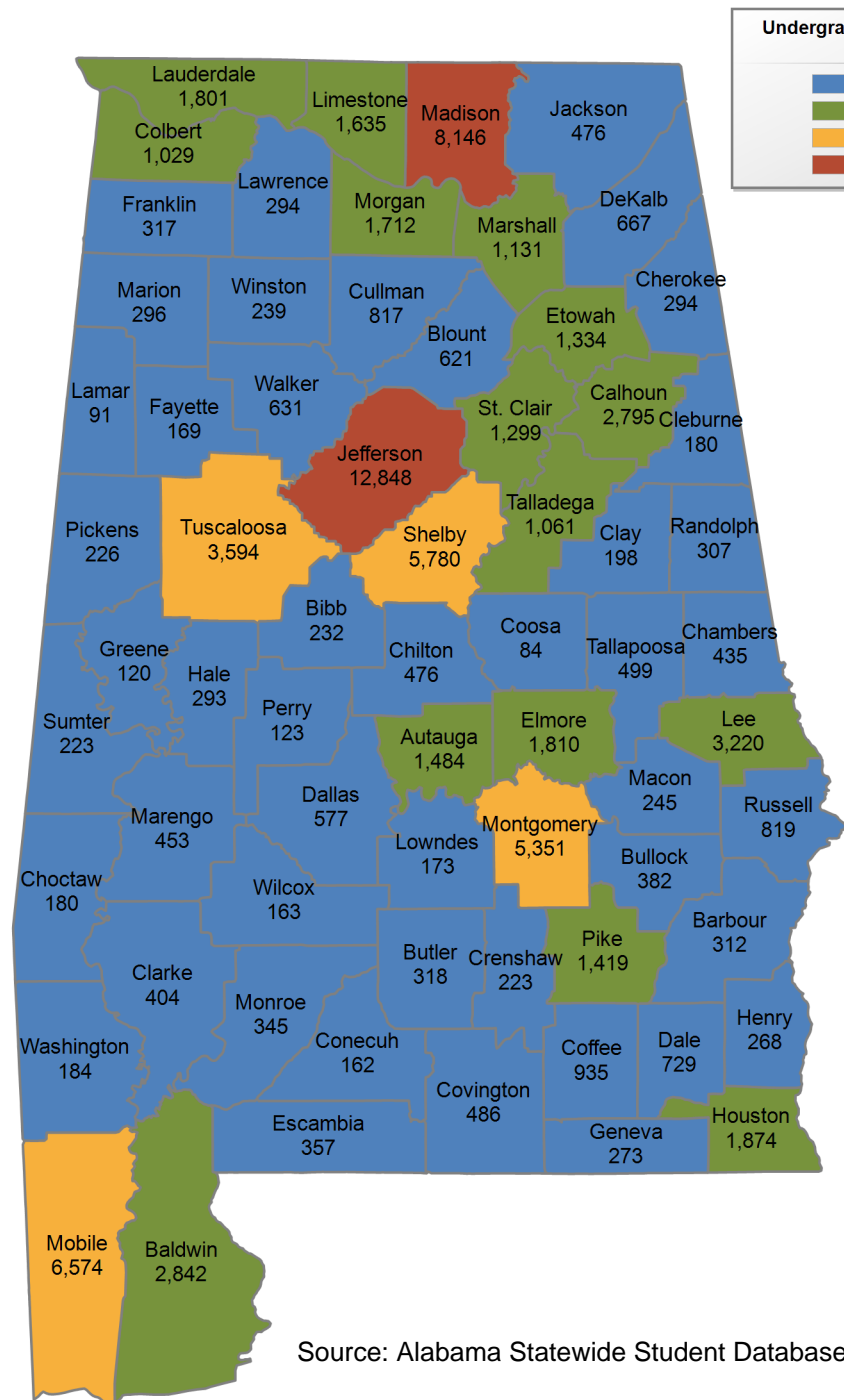 Undergra
Lauderdale
1,801
Limestone
1,635
Madison
8,146
Jackson
476
Colbert
1,029
Lawrence
294
Franklin
317
Morgan
1,712
Marshall
1,131
DeKalb
667
Cherokee
294
Marion
296
Winston
239
Cullman
817
Blount
621
Etowah
1,334
Lamar
91
Fayette
169
Walker
631
St. Clair
1,299
Calhoun
2,795
Cleburne
180
Jefferson
12,848
Pickens
226
Tuscaloosa
3,594
Shelby
5,780
Talladega
1,061
Clay
198
Randolph
307
Bibb
232
Greene
120
Hale
293
Chilton
476
Coosa
84
Tallapoosa
499
Chambers
435
Sumter
223
Perry
123
Autauga
1,484
Elmore
1,810
Lee
3,220
Marengo
453
Dallas
577
Lowndes
173
Montgomery
5,351
Macon
245
Russell
819
Bullock
382
Choctaw
180
Wilcox
163
Barbour
312
Clarke
404
Monroe
345
Butler
318
Crenshaw
223
Pike
1,419
Washington
184
Conecuh
162
Covington
486
Coffee
935
Dale
729
Henry
268
Escambia
357
Geneva
273
Houston
1,874
Mobile
6,574
Baldwin
2,842
Source: Alabama Statewide Student Database